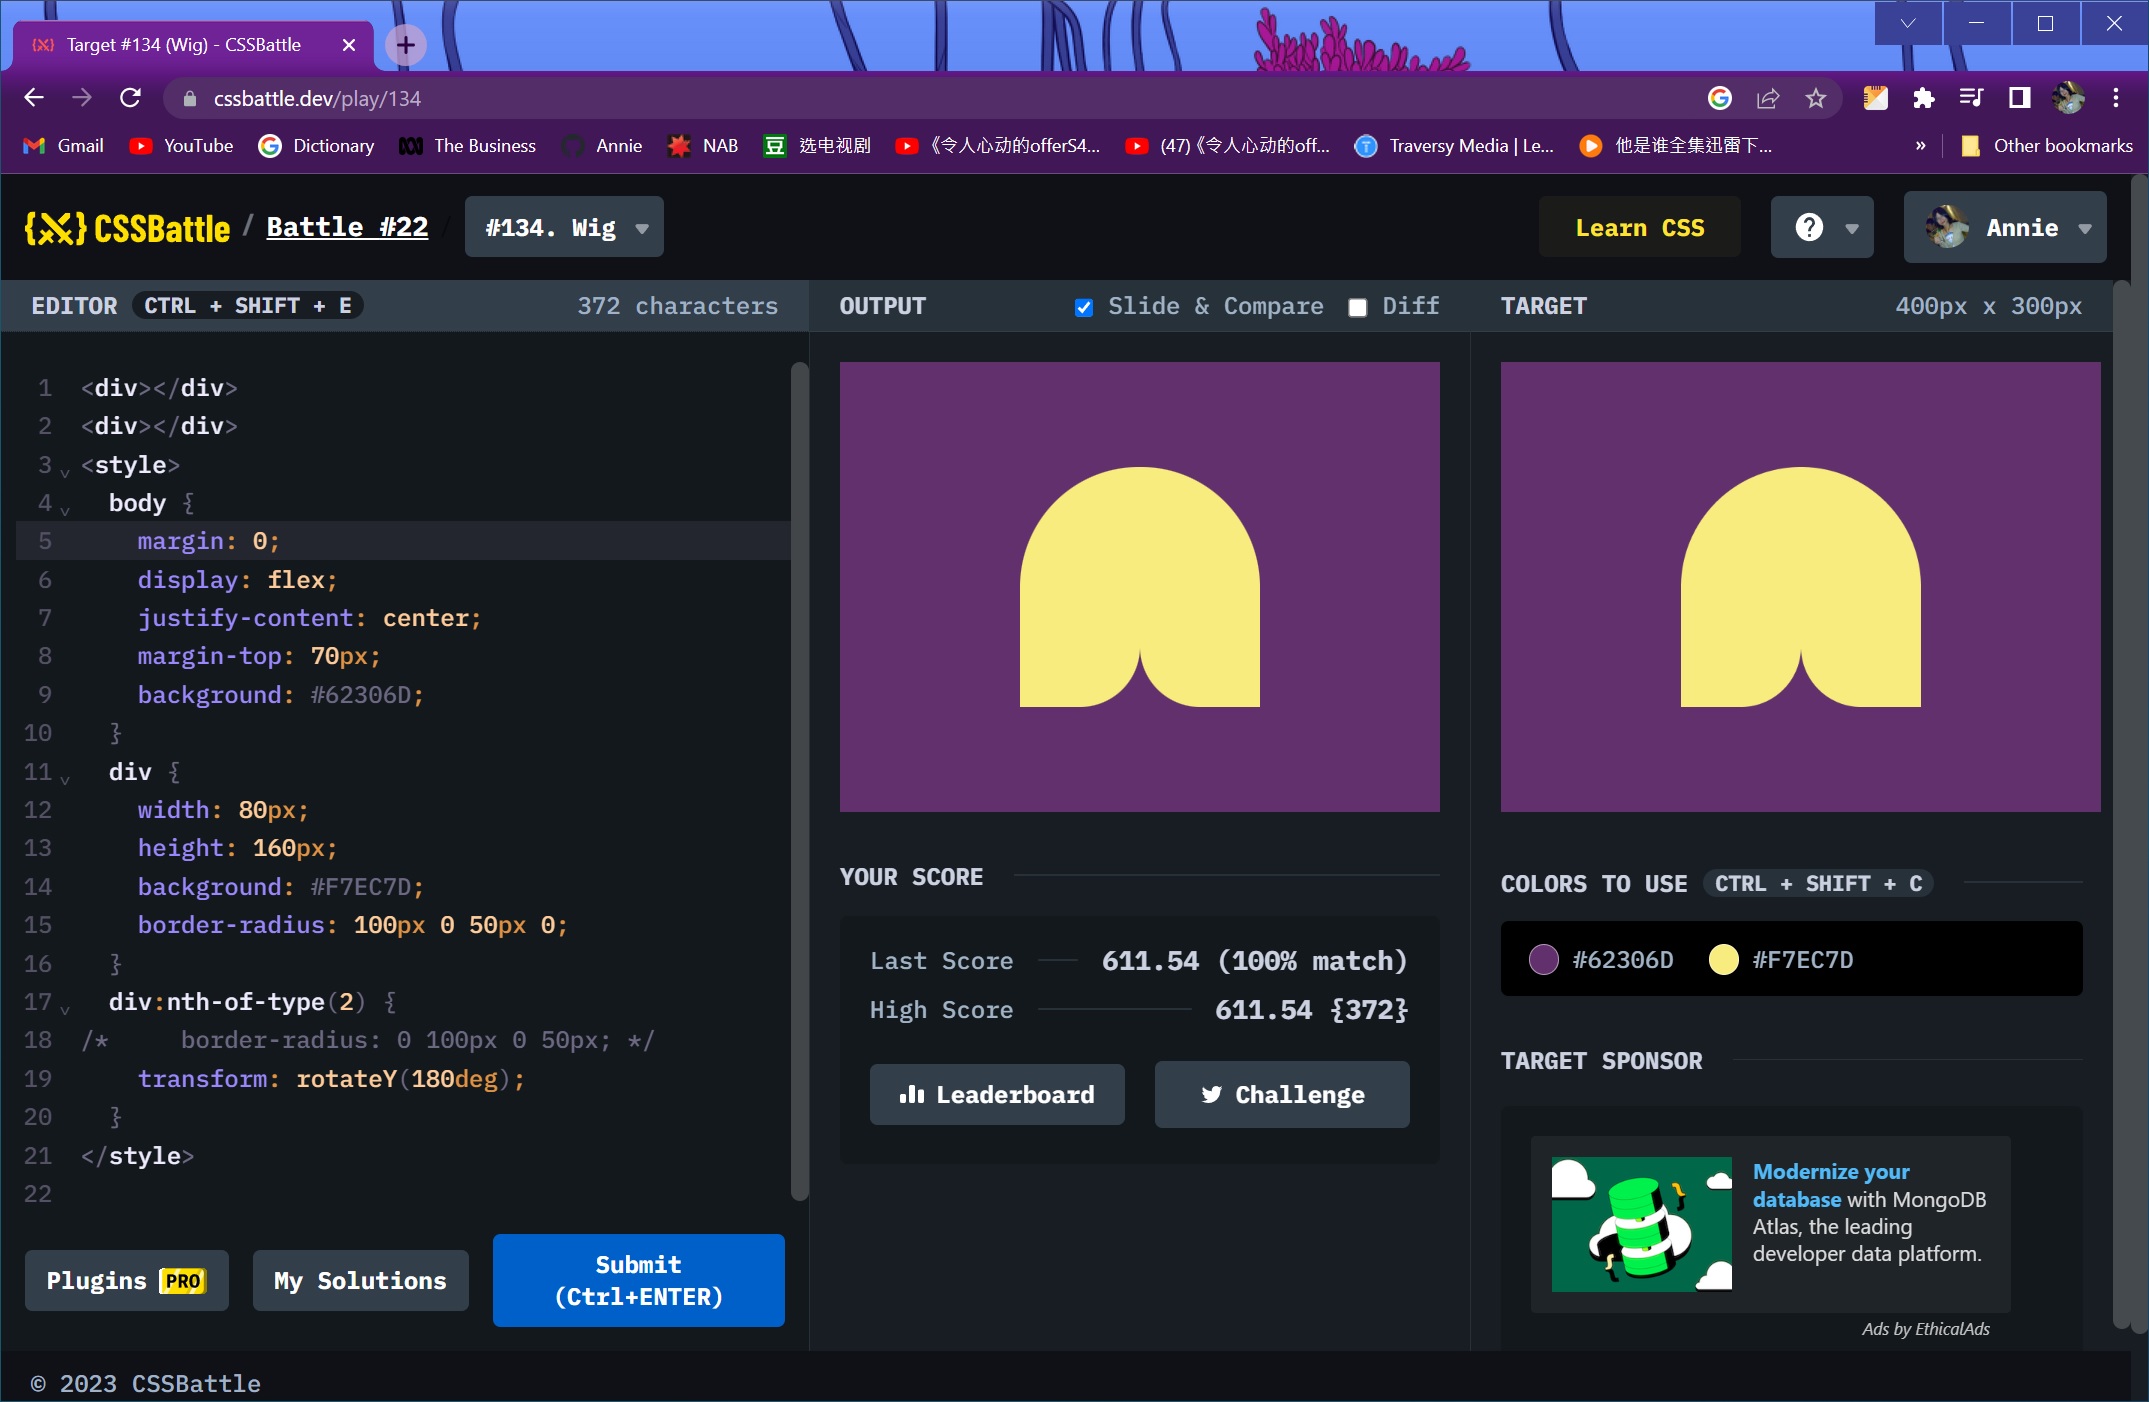 Target #134 (Wig) - CSSBattle
cssbattle.dev/play/134
Gmail YouTube Dictionary The Business Annie NAB 选电视剧 《令人心动的offerS4... (47)《令人心动的off... Traversy Media | Le... 他是谁全集迅雷下... » Other bookmarks
{X} CSSBattle / Battle #22 / #134. Wig Learn CSS ? Annie
EDITOR CTRL + SHIFT + E 372 characters
OUTPUT Slide & Compare Diff
TARGET 400px x 300px
1 <div></div>
2 <div></div>
3 <style>
4 body {
5 margin: 0;
6 display: flex;
7 justify-content: center;
8 margin-top: 70px;
9 background: #62306D;
10 }
11 div {
12 width: 80px;
13 height: 160px;
14 background: #F7EC7D;
15 border-radius: 100px 0 50px 0;
16 }
17 div:nth-of-type(2) {
18 /* border-radius: 0 100px 0 50px; */
19 transform: rotateY(180deg);
20 }
21 </style>
22
Plugins PRO My Solutions Submit
(Ctrl+ENTER)
YOUR SCORE
Last Score 611.54 (100% match)
High Score 611.54 {372}
Leaderboard Challenge
COLORS TO USE CTRL + SHIFT + C
#62306D #F7EC7D
TARGET SPONSOR
Modernize your
database with MongoDB
Atlas, the leading
developer data platform.
Ads by EthicalAds
© 2023 CSSBattle